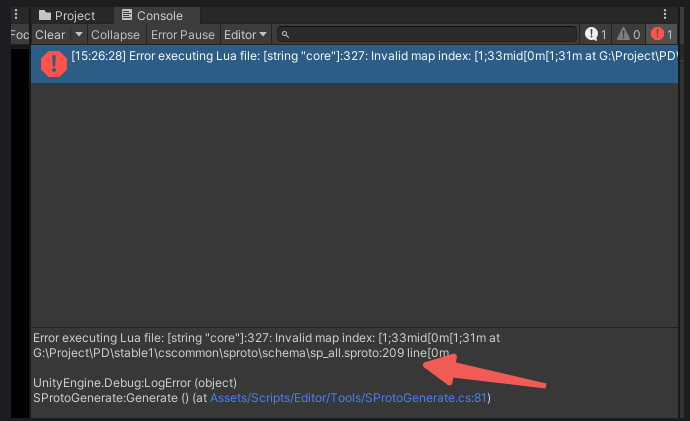 Project
Console
Foc
Clear
Collapse
Error Pause
Editor
1
0
1
[15:26:28] Error executing Lua file: [string "core"]:327: Invalid map index: [1;33mid[0m[1;31m at G:\Project\PD\
Error executing Lua file: [string "core"]:327: Invalid map index: [1;33mid[0m[1;31m at
G:\Project\PD\stable1\cscommon\sproto\schema\sp_all.sproto:209 line[0m
UnityEngine.Debug:LogError (object)
SProtoGenerate:Generate () (at Assets/Scripts/Editor/Tools/SProtoGenerate.cs:81)